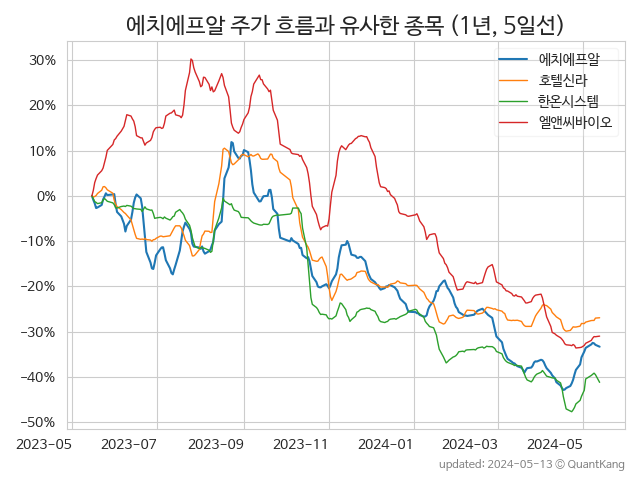 에치에프알 주가 흐름과 유사한 종목 (1년, 5일선)
에치에프알
호텔신라
한온시스템
엘앤씨바이오
30%
20%
10%
0%
−10%
−20%
−30%
−40%
−50%
2023-05 2023-07 2023-09 2023-11 2024-01 2024-03 2024-05
updated: 2024-05-13 ⓒ QuantKang